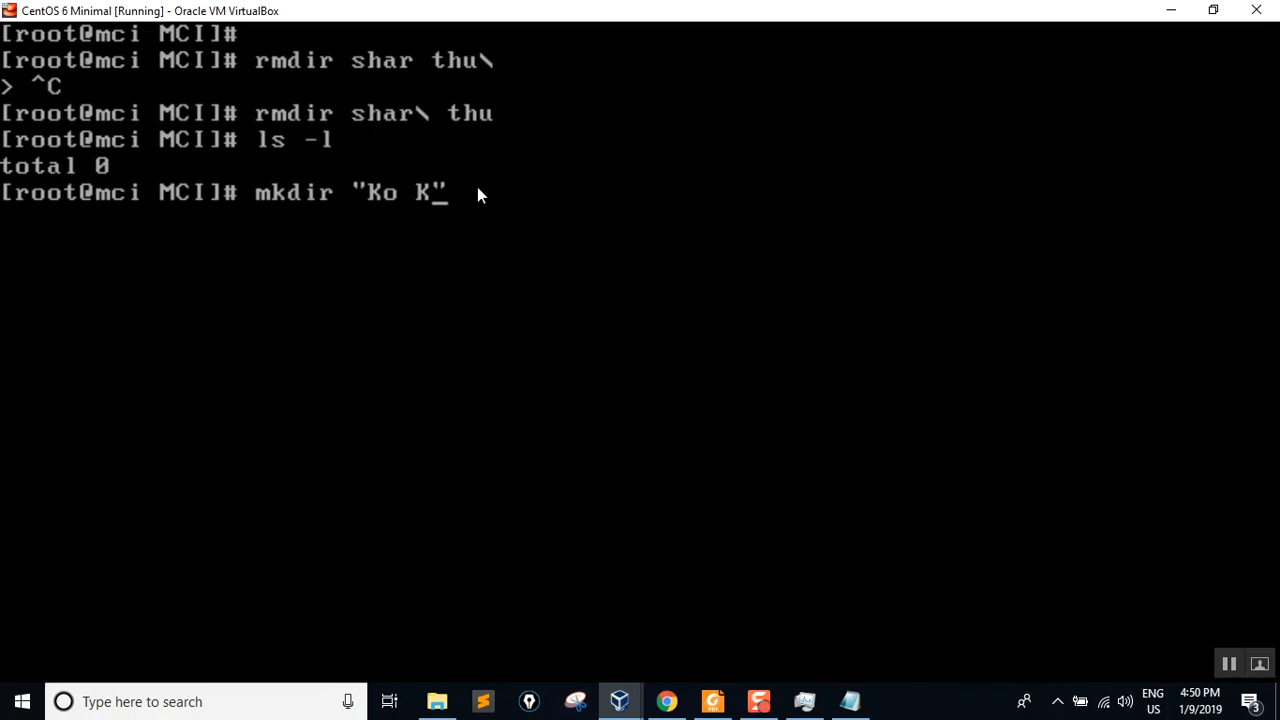 CentOS 6 Minimal [Running] - Oracle VM VirtualBox
[root@mci MCI]#
[root@mci MCI]# rmdir shar thu\
> ^C
[root@mci MCI]# rmdir shar\ thu
[root@mci MCI]# ls -l
total 0
[root@mci MCI]# mkdir "Ko K"_
Type here to search
ENG
US
4:50 PM
1/9/2019
3